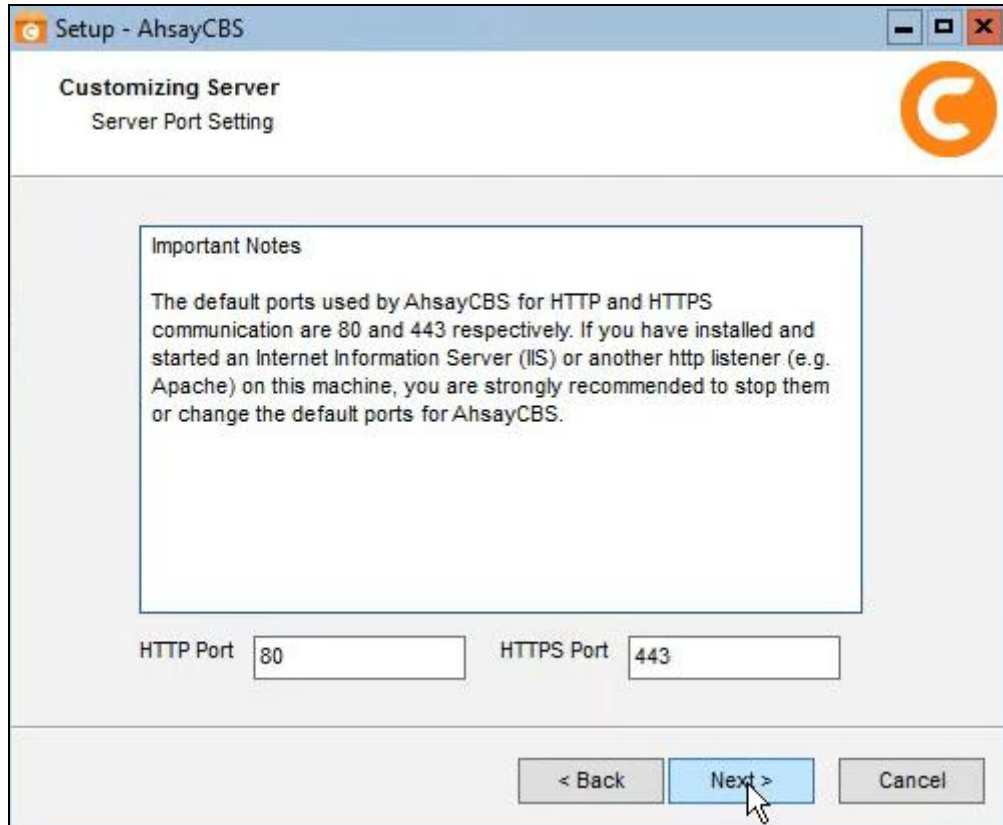 Setup - AhsayCBS
Customizing Server
Server Port Setting
Important Notes
The default ports used by AhsayCBS for HTTP and HTTPS
communication are 80 and 443 respectively. If you have installed and
started an Internet Information Server (IIS) or another http listener (e.g.
Apache) on this machine, you are strongly recommended to stop them
or change the default ports for AhsayCBS.
HTTP Port 80 HTTPS Port 443
< Back Next > Cancel